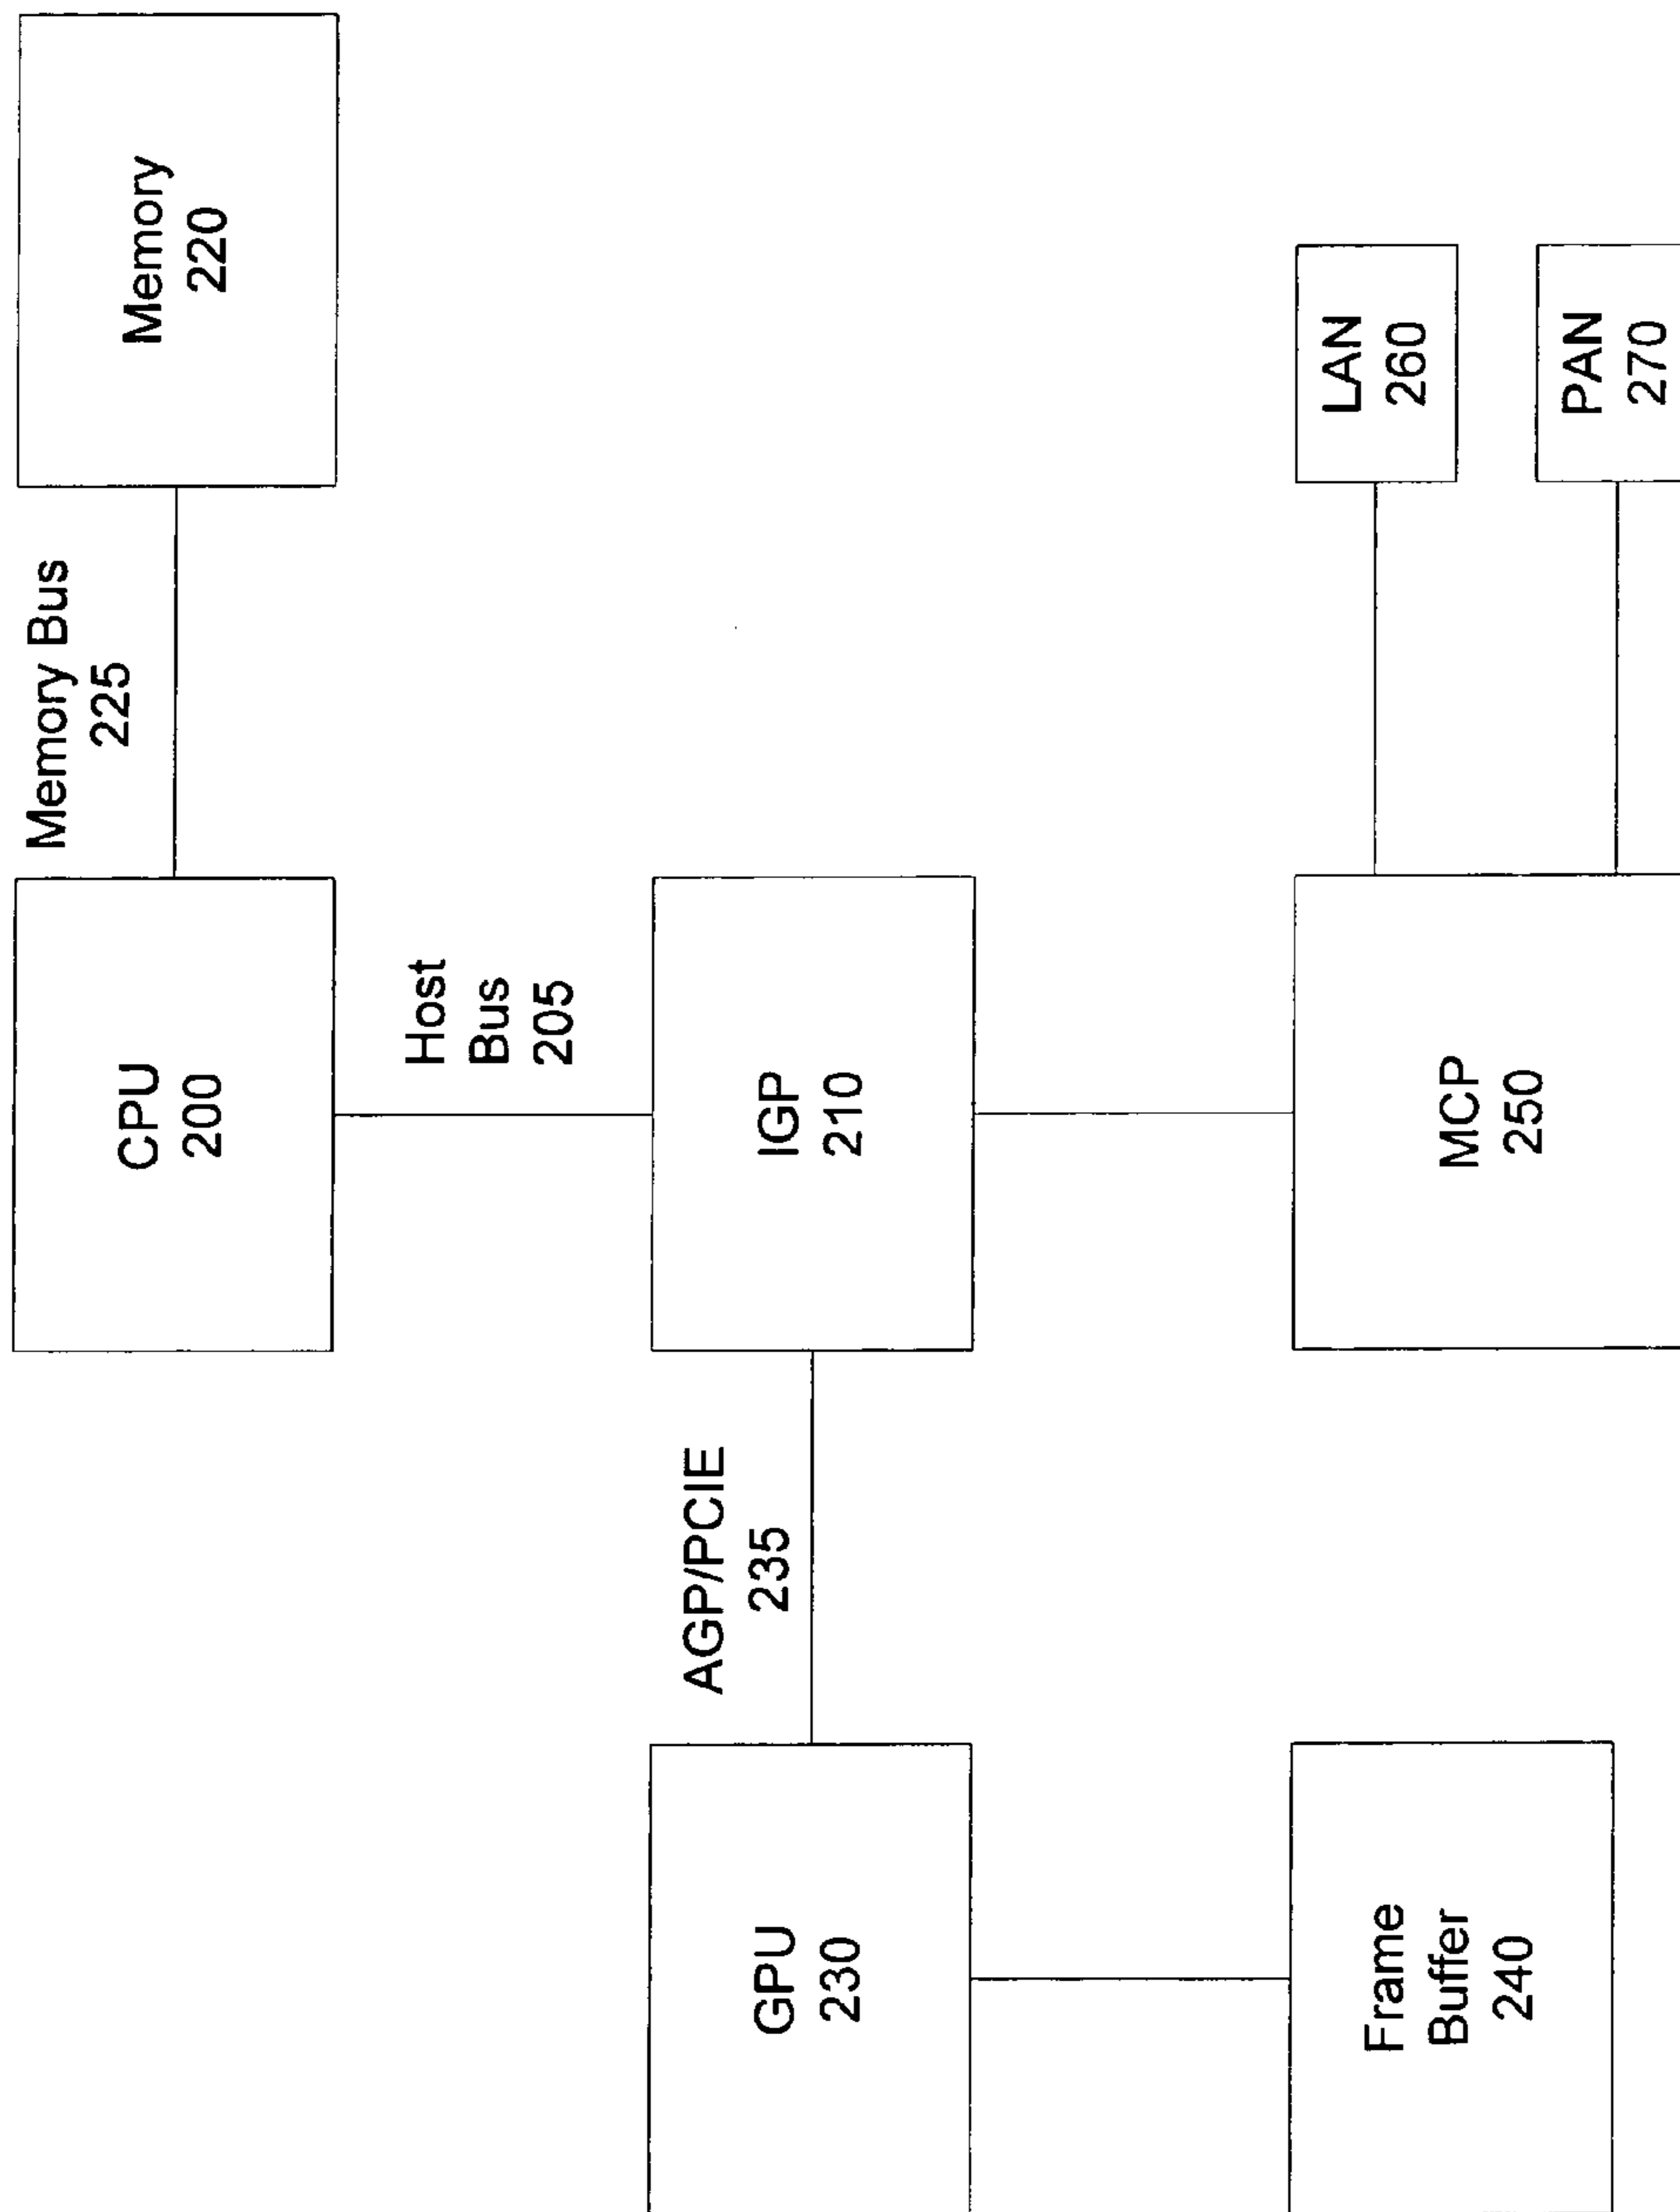 CPU
200
Memory Bus
225
Memory
220
Host
Bus
205
GPU
230
AGP/PCIE
235
IGP
210
Frame
Buffer
240
MCP
250
LAN
260
PAN
270